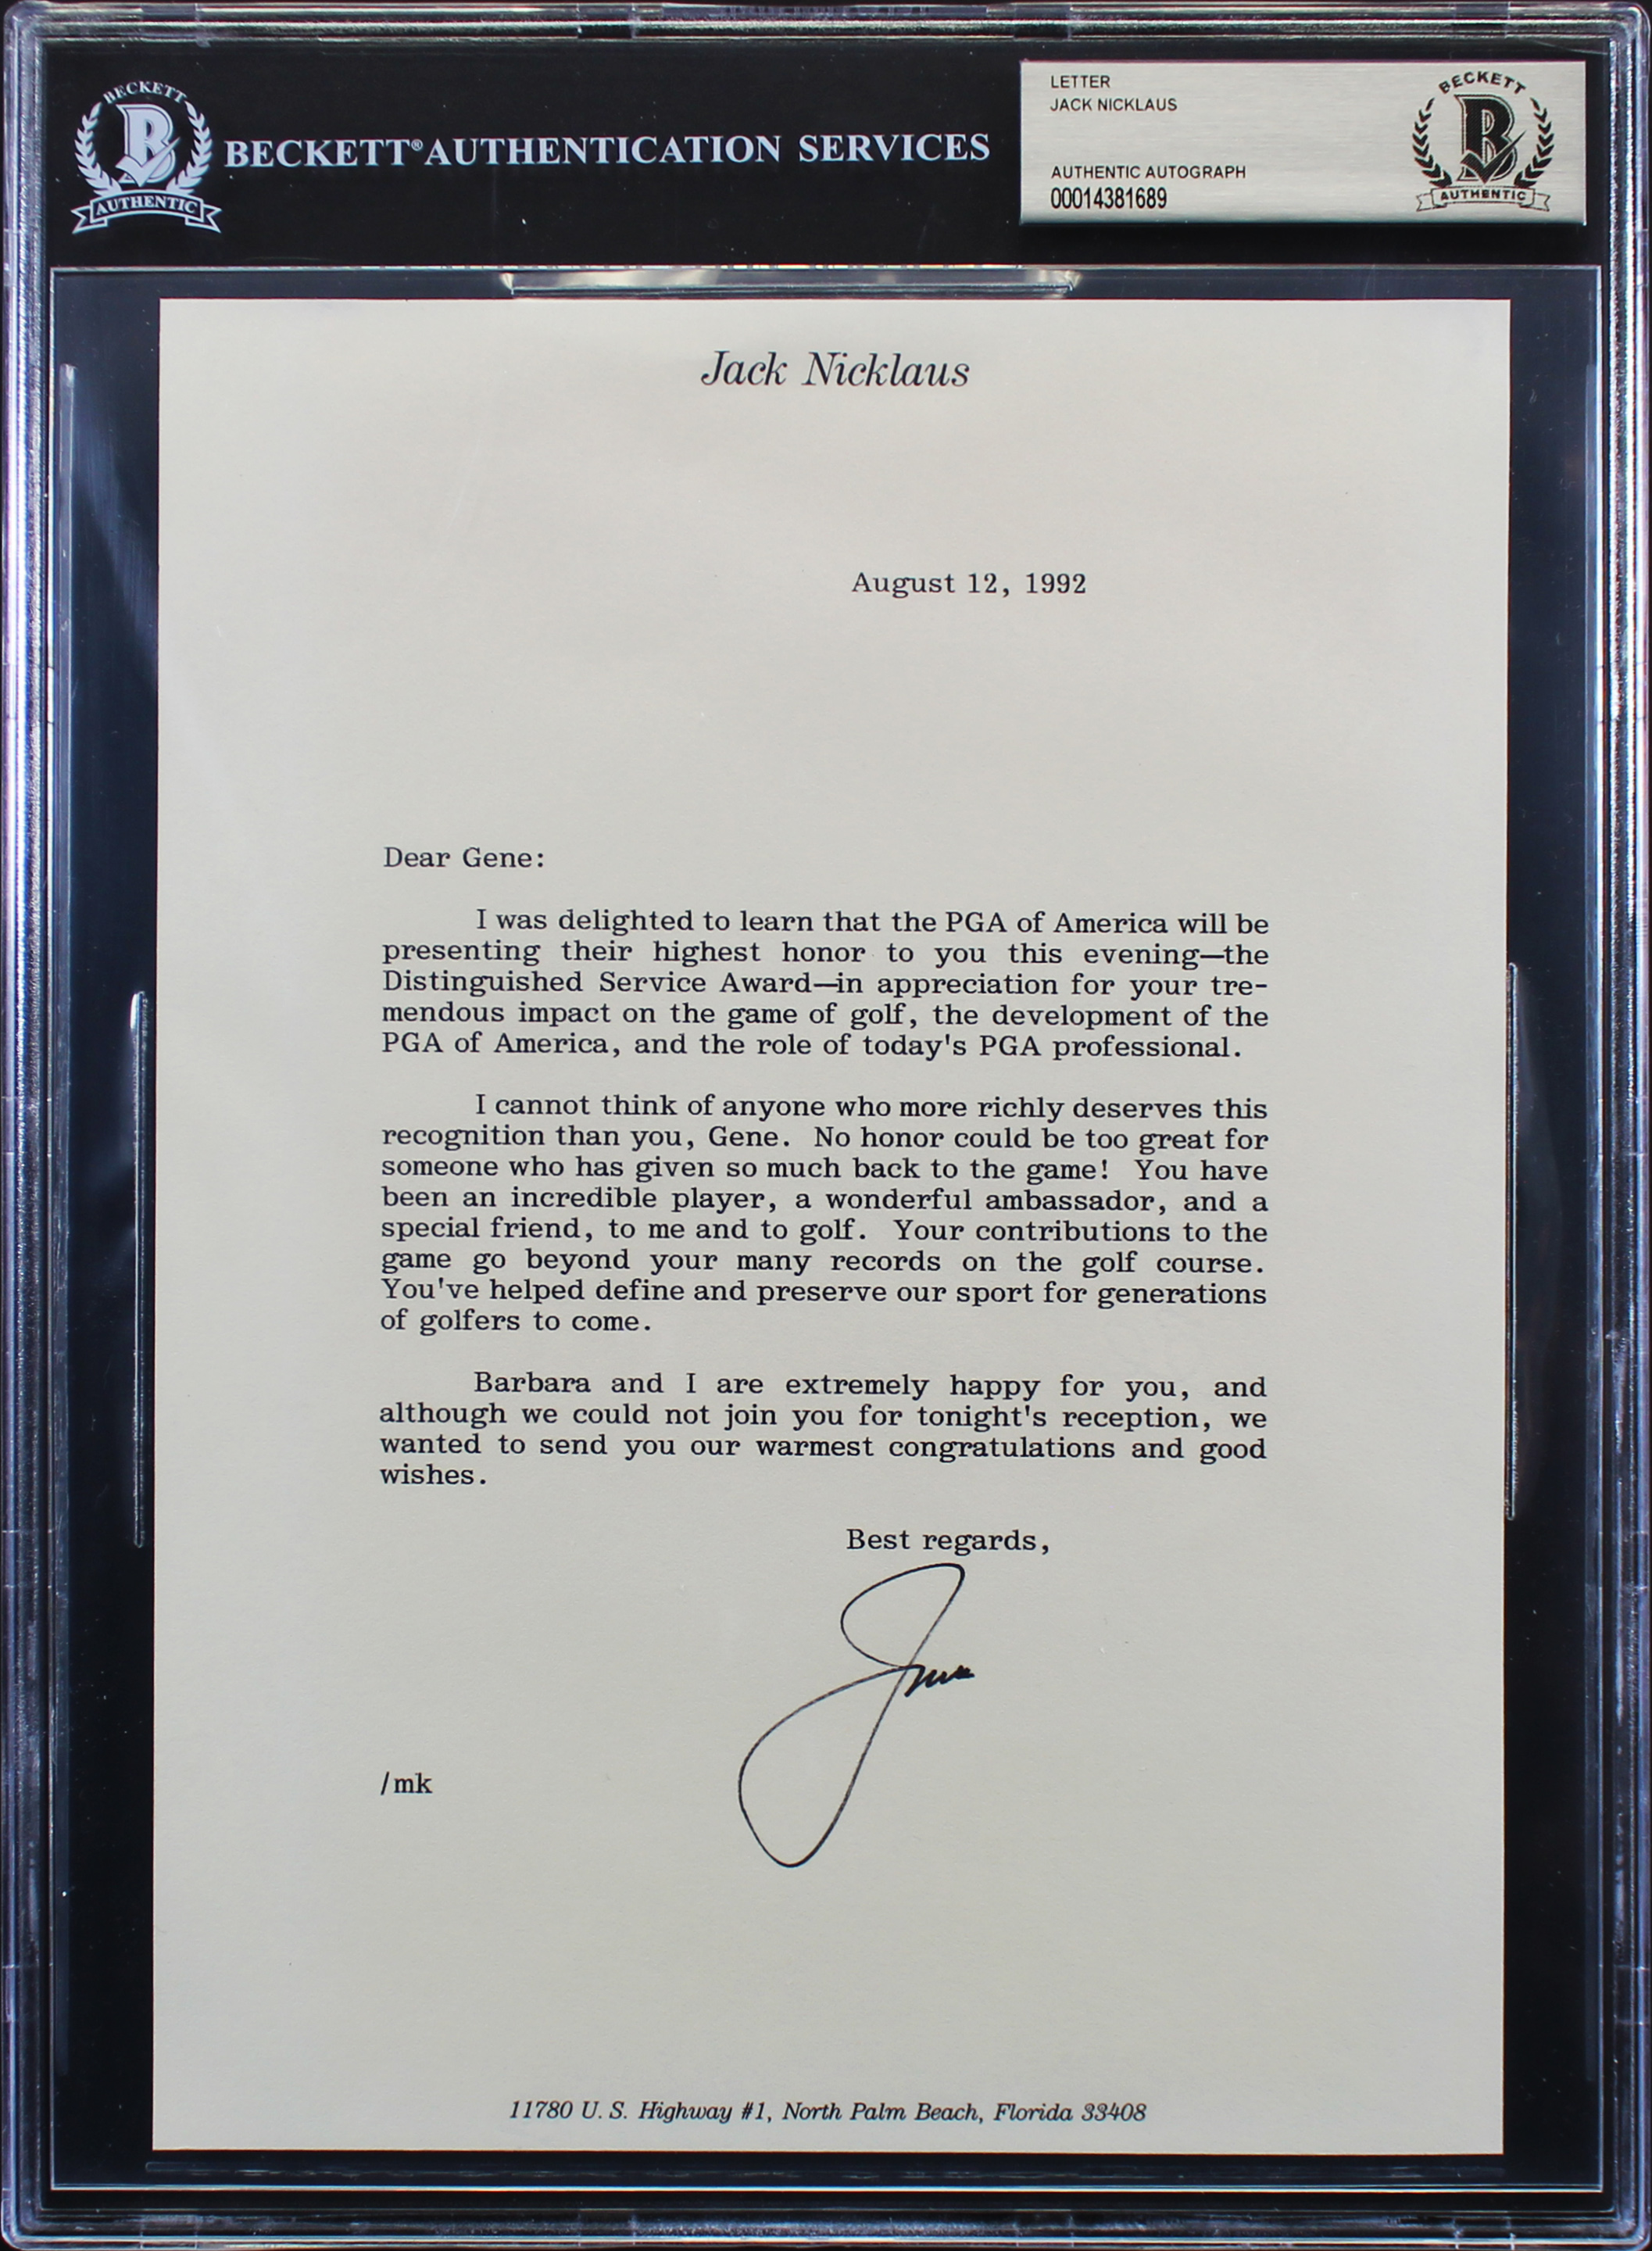 BECKETT
B
AUTHENTIC
BECKETT® AUTHENTICATION SERVICES
LETTER
JACK NICKLAUS
AUTHENTIC AUTOGRAPH
00014381689
BECKETT
B
AUTHENTIC
Jack Nicklaus
August 12, 1992
Dear Gene:
I was delighted to learn that the PGA of America will be
presenting their highest honor to you this evening—the
Distinguished Service Award—in appreciation for your tre-
mendous impact on the game of golf, the development of the
PGA of America, and the role of today's PGA professional.
I cannot think of anyone who more richly deserves this
recognition than you, Gene. No honor could be too great for
someone who has given so much back to the game! You have
been an incredible player, a wonderful ambassador, and a
special friend, to me and to golf. Your contributions to the
game go beyond your many records on the golf course.
You've helped define and preserve our sport for generations
of golfers to come.
Barbara and I are extremely happy for you, and
although we could not join you for tonight's reception, we
wanted to send you our warmest congratulations and good
wishes.
Best regards,
/mk
11780 U. S. Highway #1, North Palm Beach, Florida 33408